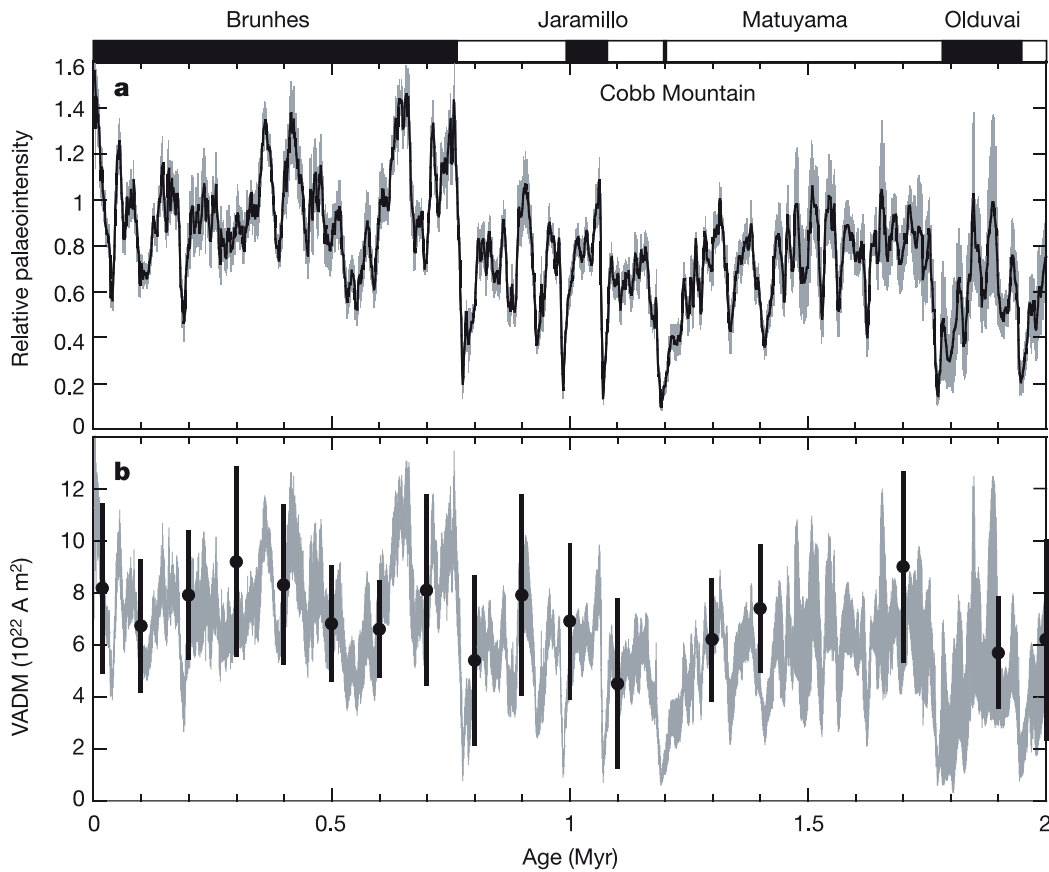 Brunhes Jaramillo Matuyama Olduvai
a
Cobb Mountain
Relative palaeointensity
1.6
1.4
1.2
1
0.8
0.6
0.4
0.2
0
b
VADM (10²² A m²)
12
10
8
6
4
2
0
0 0.5 1 1.5 2
Age (Myr)